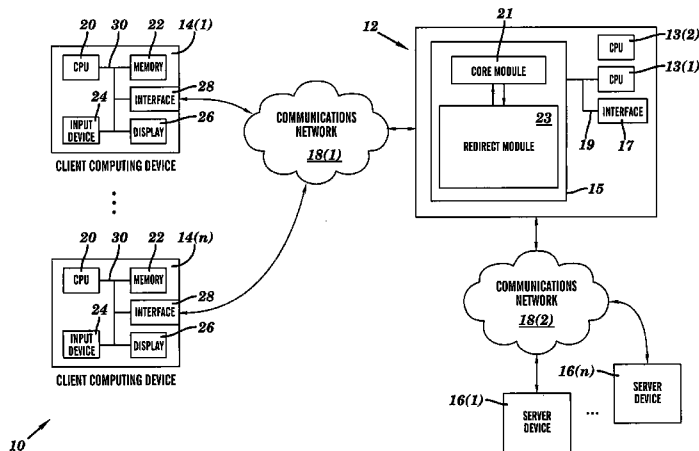 20
30
22
14(1)
CPU
MEMORY
28
24
INTERFACE
26
INPUT
DEVICE
DISPLAY
CLIENT COMPUTING DEVICE
20
30
22
14(n)
CPU
MEMORY
28
24
INTERFACE
26
INPUT
DEVICE
DISPLAY
CLIENT COMPUTING DEVICE
10
COMMUNICATIONS
NETWORK
18(1)
12
21
CORE MODULE
23
REDIRECT MODULE
15
13(2)
CPU
13(1)
CPU
INTERFACE
19
17
COMMUNICATIONS
NETWORK
18(2)
16(1)
SERVER
DEVICE
...
16(n)
SERVER
DEVICE